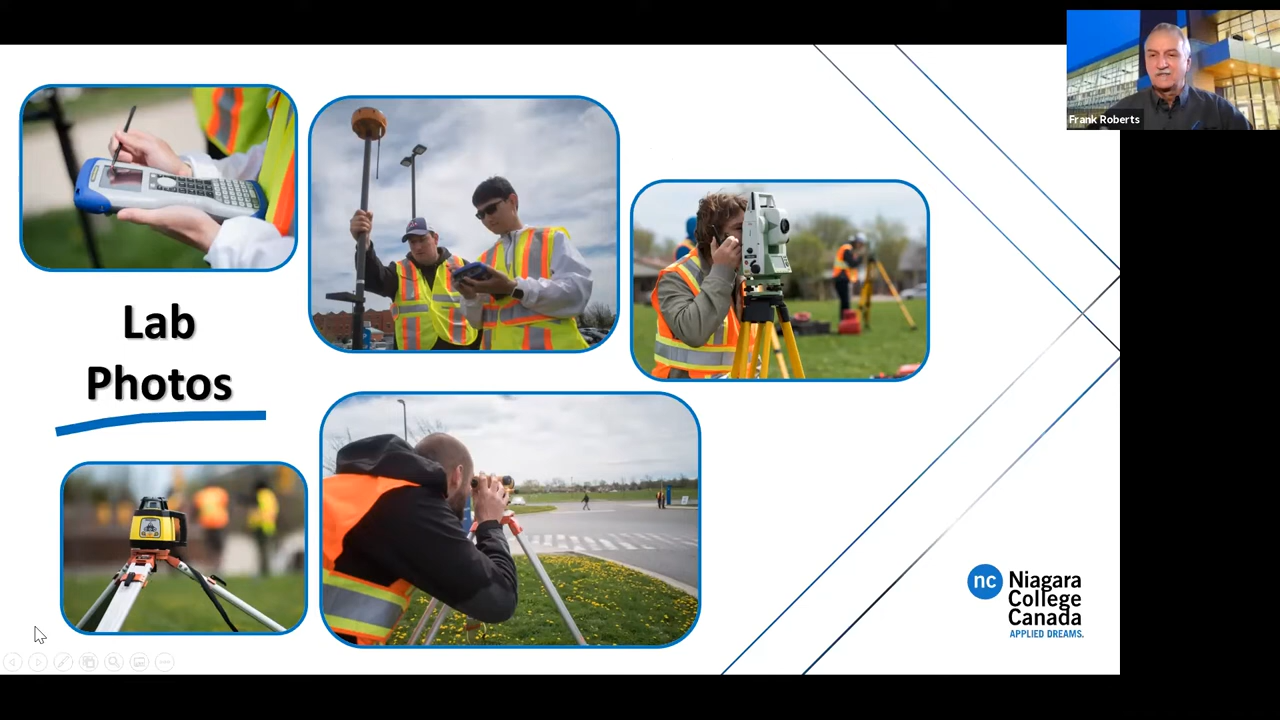 Frank Roberts
Lab
Photos
nc
Niagara
College
Canada
APPLIED DREAMS.